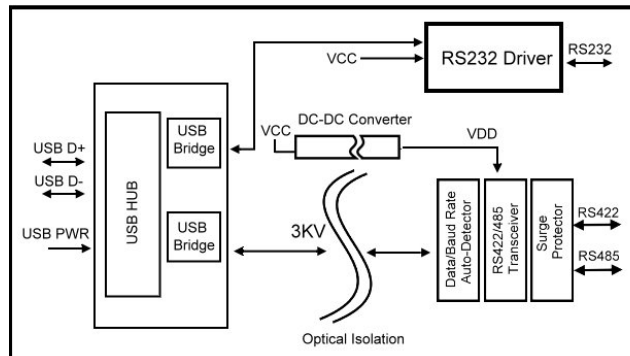 RS232 Driver
RS232
VCC
DC-DC Converter
VCC
VDD
USB HUB
USB
Bridge
USB
Bridge
USB D+
USB D-
USB PWR
3KV
Optical Isolation
Data/Baud Rate
Auto-Detector
RS422/485
Transceiver
Surge
Protector
RS422
RS485